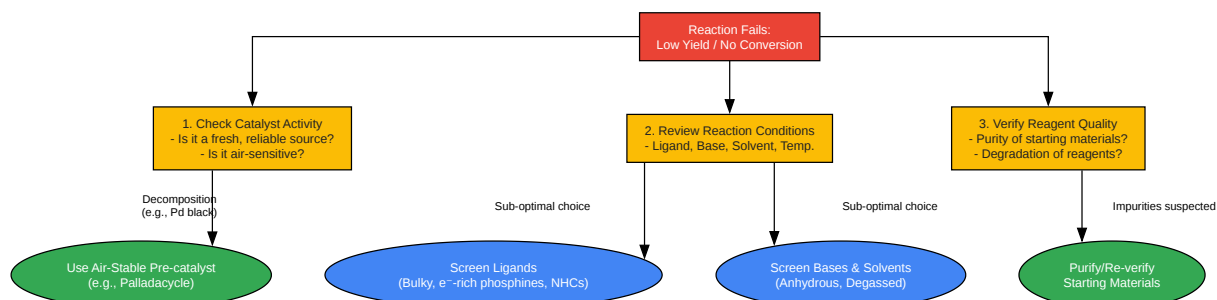 Reaction Fails:
Low Yield / No Conversion
1. Check Catalyst Activity
- Is it a fresh, reliable source?
- Is it air-sensitive?
2. Review Reaction Conditions
- Ligand, Base, Solvent, Temp.
3. Verify Reagent Quality
- Purity of starting materials?
- Degradation of reagents?
Decomposition
(e.g., Pd black)
Sub-optimal choice
Sub-optimal choice
Impurities suspected
Use Air-Stable Pre-catalyst
(e.g., Palladacycle)
Screen Ligands
(Bulky, e⁻-rich phosphines, NHCs)
Screen Bases & Solvents
(Anhydrous, Degassed)
Purify/Re-verify
Starting Materials